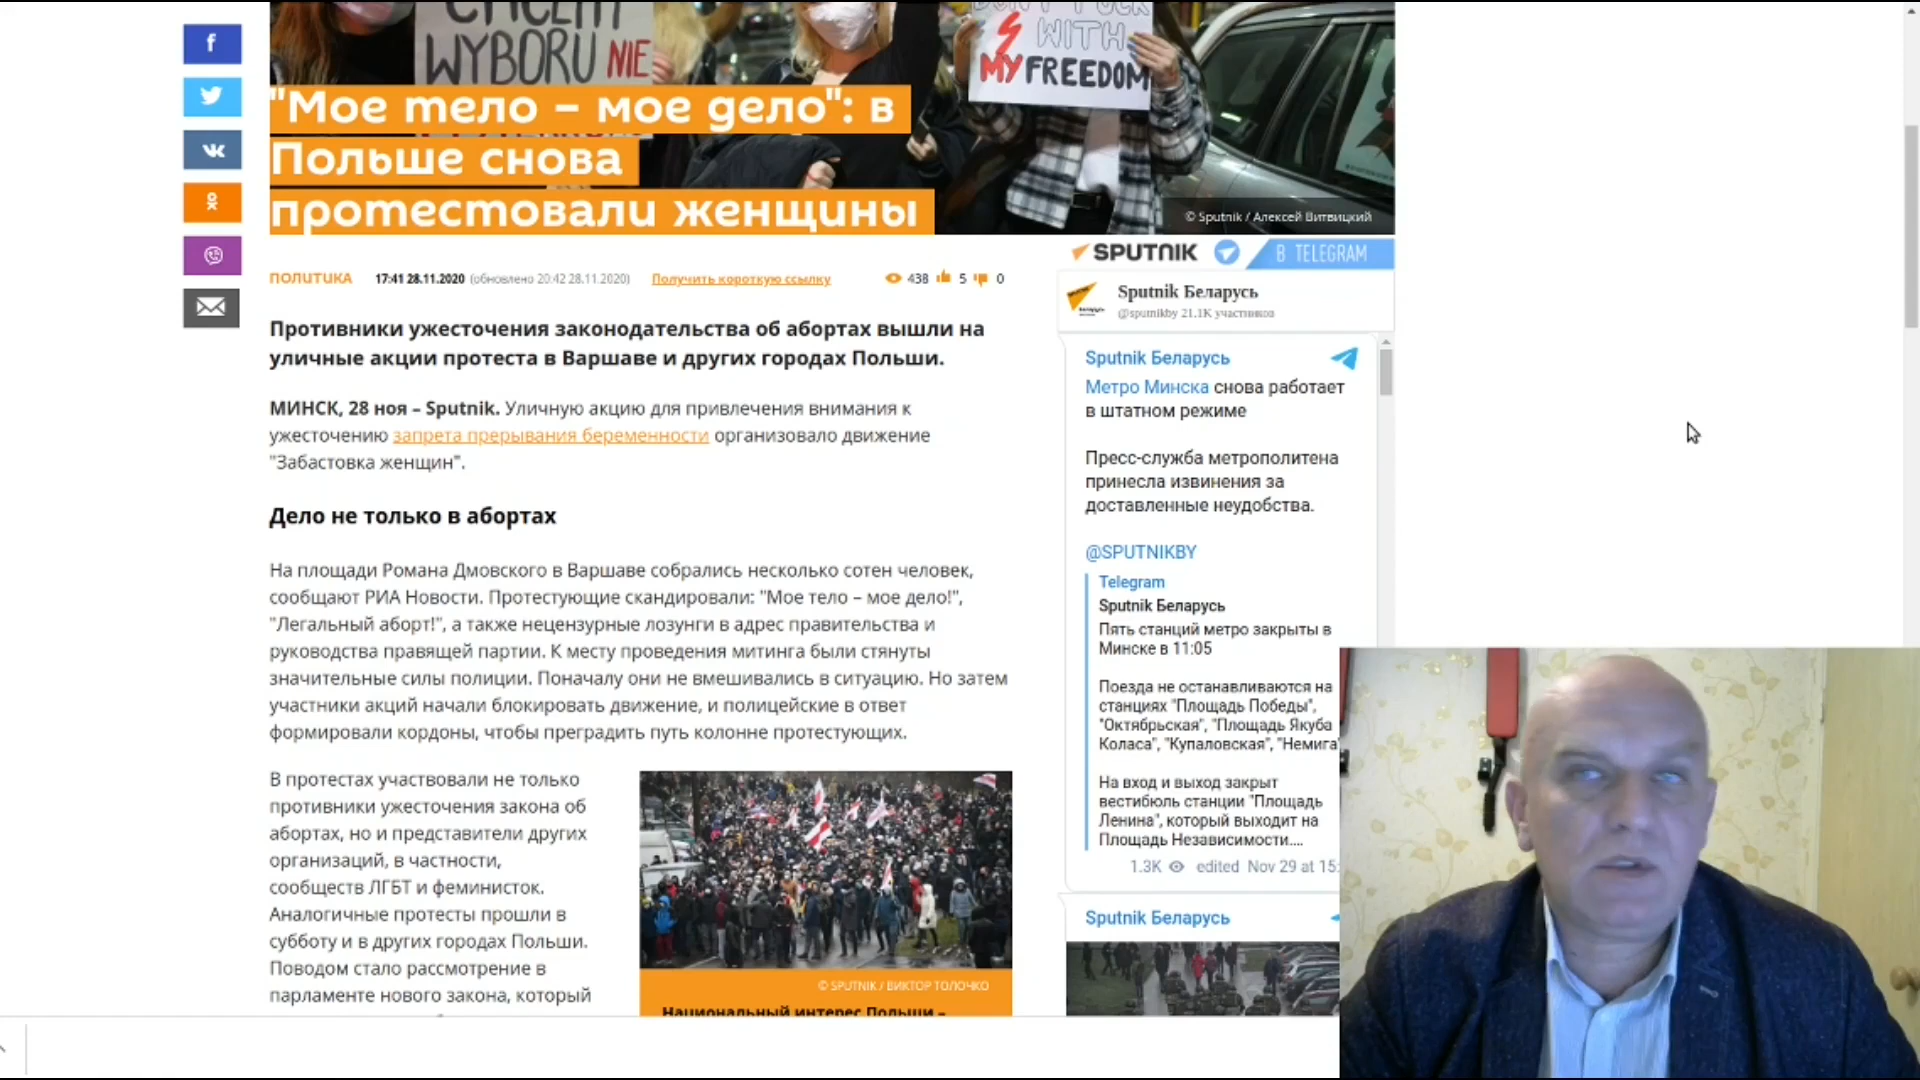 WYBORU NIE
WITH
MY FREEDOM
"Мое тело – мое дело": в
Польше снова
протестовали женщины
© Sputnik / Алексей Витвицкий
ПОЛИТИКА 17:41 28.11.2020 (обновлено 20:42 28.11.2020) Получить короткую ссылку 438 5 0
Противники ужесточения законодательства об абортах вышли на
уличные акции протеста в Варшаве и других городах Польши.
МИНСК, 28 ноя – Sputnik. Уличную акцию для привлечения внимания к
ужесточению запрета прерывания беременности организовало движение
"Забастовка женщин".
Дело не только в абортах
На площади Романа Дмовского в Варшаве собрались несколько сотен человек,
сообщают РИА Новости. Протестующие скандировали: "Мое тело – мое дело!",
"Легальный аборт!", а также нецензурные лозунги в адрес правительства и
руководства правящей партии. К месту проведения митинга были стянуты
значительные силы полиции. Поначалу они не вмешивались в ситуацию. Но затем
участники акций начали блокировать движение, и полицейские в ответ
формировали кордоны, чтобы преградить путь колонне протестующих.
В протестах участвовали не только
противники ужесточения закона об
абортах, но и представители других
организаций, в частности,
сообществ ЛГБТ и феминисток.
Аналогичные протесты прошли в
субботу и в других городах Польши.
Поводом стало рассмотрение в
парламенте нового закона, который
© SPUTNIK / ВИКТОР ТОЛОЧКО
Национальный интерес Польши –
SPUTNIK В TELEGRAM
Sputnik Беларусь
@sputnikby 21.1K участников
Sputnik Беларусь
Метро Минска снова работает
в штатном режиме
Пресс-служба метрополитена
принесла извинения за
доставленные неудобства.
@SPUTNIKBY
Telegram
Sputnik Беларусь
Пять станций метро закрыты в
Минске в 11:05
Поезда не останавливаются на
станциях "Площадь Победы",
"Октябрьская", "Площадь Якуба
Коласа", "Купаловская", "Немига"
На вход и выход закрыт
вестибюль станции "Площадь
Ленина", который выходит на
Площадь Независимости....
1.3K edited Nov 29 at 15:
Sputnik Беларусь